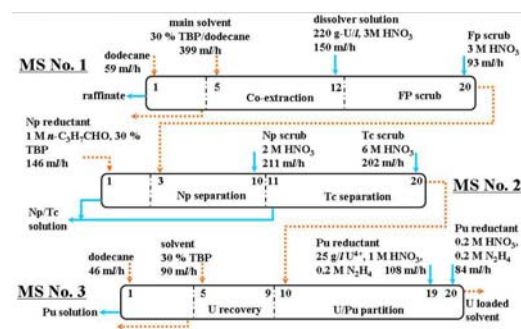 main solvent
30 % TBP/dodecane
399 ml/h
dissolver solution
220 g-U/l, 3M HNO₃
150 ml/h
Fp scrub
3 M HNO₃
93 ml/h
dodecane
59 ml/h
MS No. 1
1
5
12
20
Co-extraction
FP scrub
raffinate
Np reductant
1 M n-C₃H₇CHO, 30 %
TBP
146 ml/h
Np scrub
2 M HNO₃
211 ml/h
Tc scrub
6 M HNO₃
202 ml/h
1
3
10
11
20
MS No. 2
Np separation
Tc separation
Np/Tc
solution
dodecane
46 ml/h
solvent
30 % TBP
90 ml/h
Pu reductant
25 g/l U⁴⁺, 1 M HNO₃,
0.2 M N₂H₄ 108 ml/h
Pu reductant
0.2 M HNO₃,
0.2 M N₂H₄
84 ml/h
MS No. 3
1
5
9
10
19
20
U recovery
U/Pu partition
Pu solution
U loaded
solvent